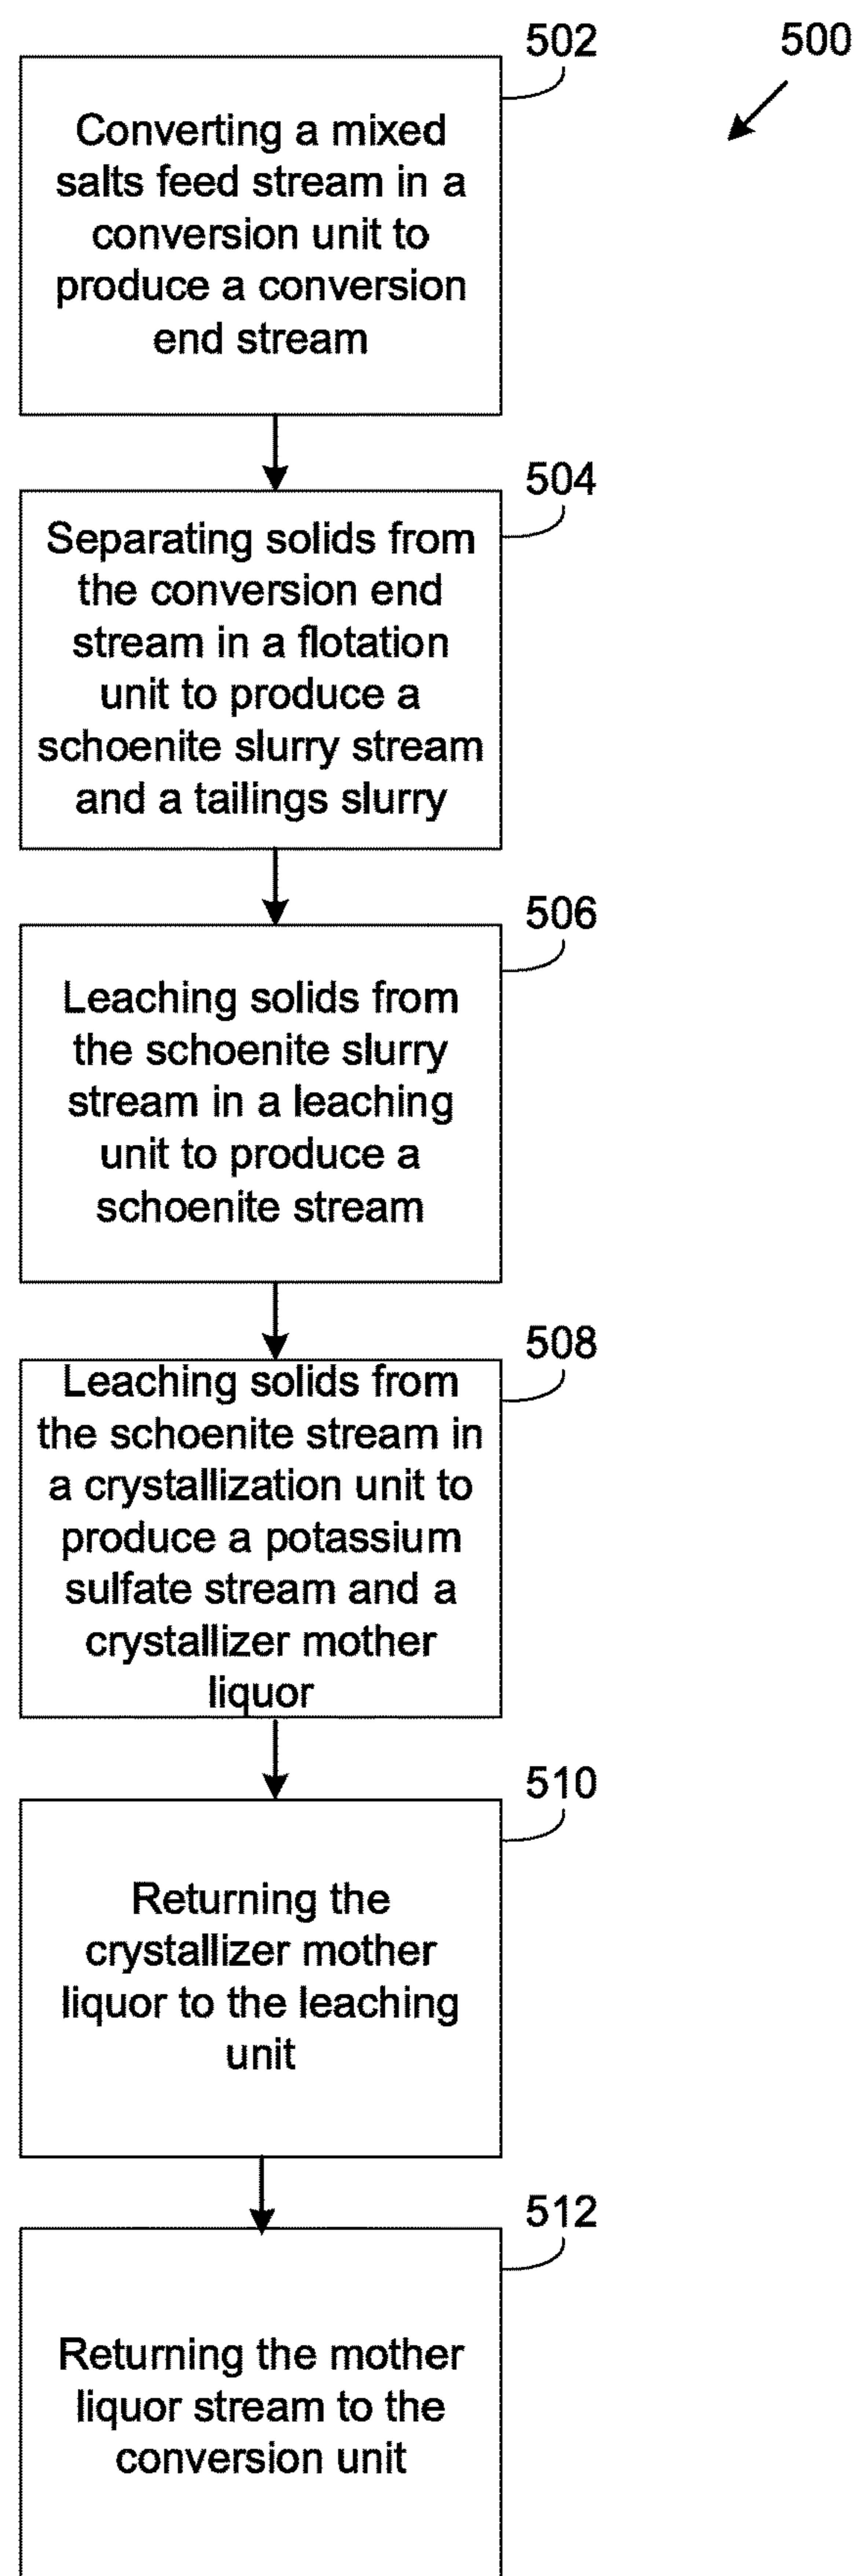 502
500
Converting a mixed
salts feed stream in a
conversion unit to
produce a conversion
end stream
504
Separating solids from
the conversion end
stream in a flotation
unit to produce a
schoenite slurry stream
and a tailings slurry
506
Leaching solids from
the schoenite slurry
stream in a leaching
unit to produce a
schoenite stream
508
Leaching solids from
the schoenite stream in
a crystallization unit to
produce a potassium
sulfate stream and a
crystallizer mother
liquor
510
Returning the
crystallizer mother
liquor to the leaching
unit
512
Returning the mother
liquor stream to the
conversion unit